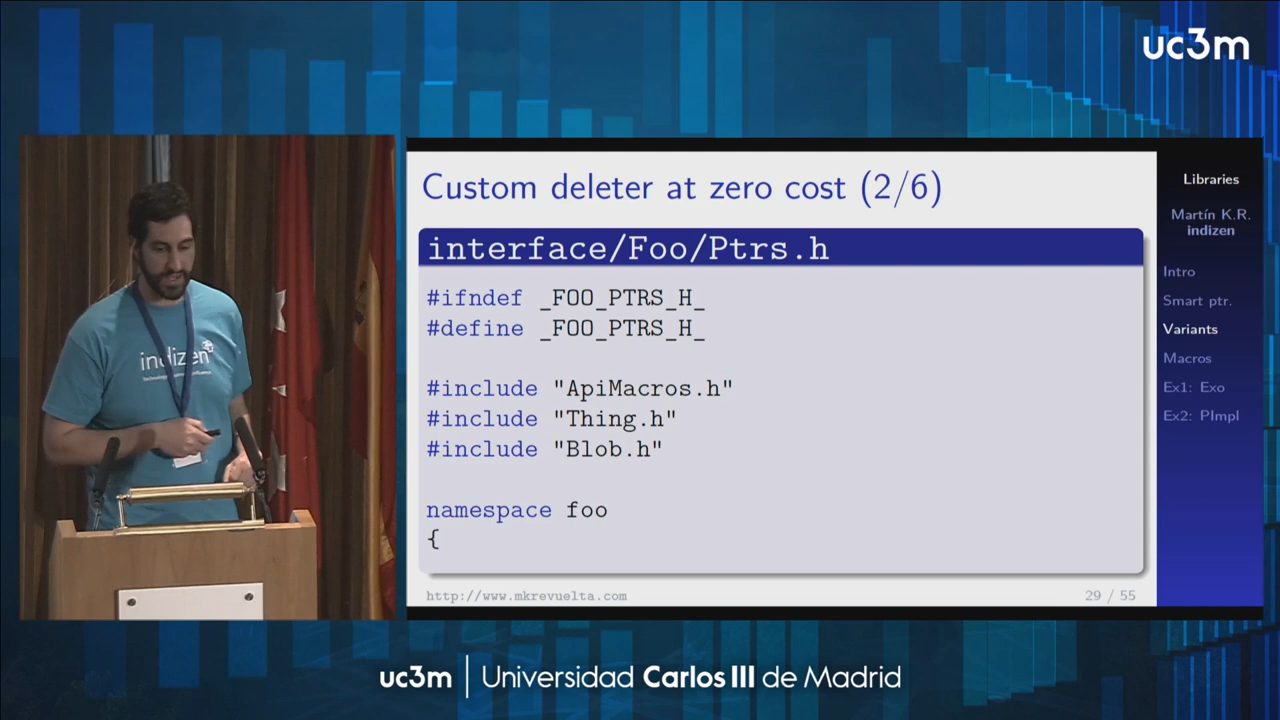 uc3m
Custom deleter at zero cost (2/6)
interface/Foo/Ptrs.h
#ifndef _FOO_PTRS_H_
#define _FOO_PTRS_H_
#include "ApiMacros.h"
#include "Thing.h"
#include "Blob.h"
namespace foo
{
http://www.mkrevuelta.com
29 / 55
Libraries
Martín K.R.
indizen
Intro
Smart ptr.
Variants
Macros
Ex1: Exo
Ex2: PImpl
indizen
uc3m | Universidad Carlos III de Madrid